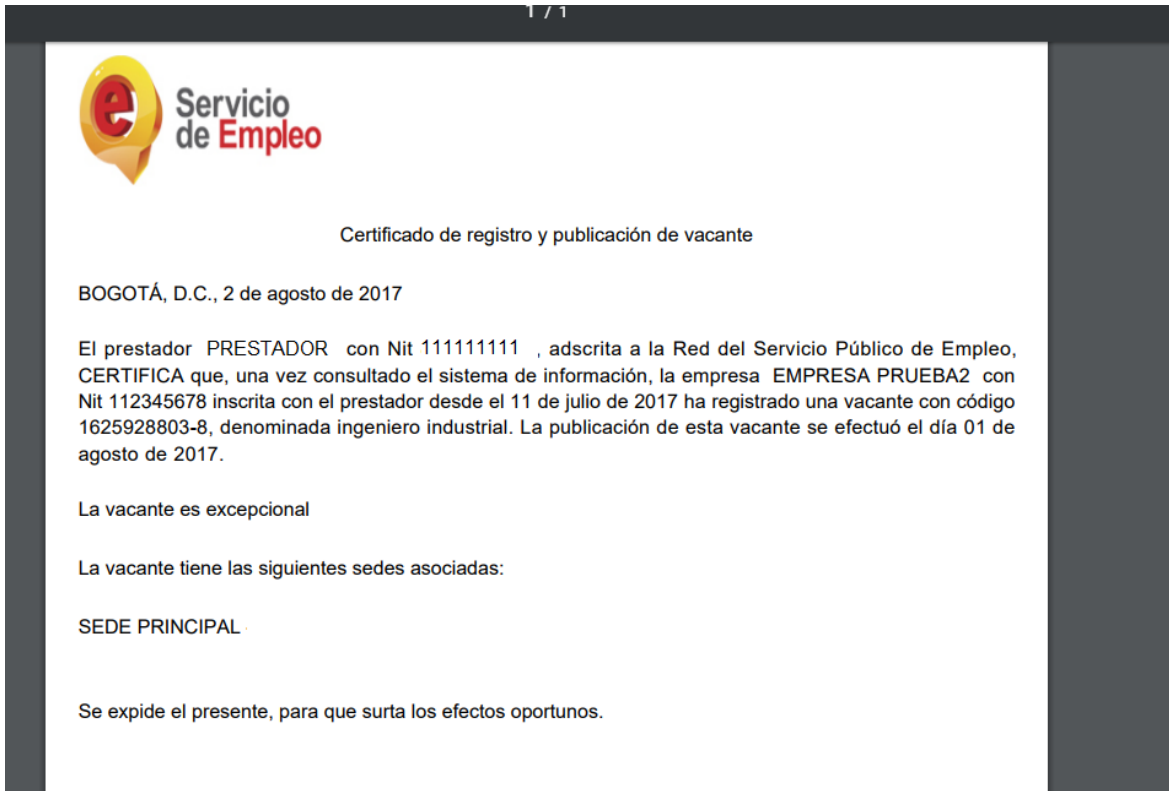 1 / 1
e
Servicio
de Empleo
Certificado de registro y publicación de vacante
BOGOTÁ, D.C., 2 de agosto de 2017
El prestador PRESTADOR con Nit 111111111 , adscrita a la Red del Servicio Público de Empleo,
CERTIFICA que, una vez consultado el sistema de información, la empresa EMPRESA PRUEBA2 con
Nit 112345678 inscrita con el prestador desde el 11 de julio de 2017 ha registrado una vacante con código
1625928803-8, denominada ingeniero industrial. La publicación de esta vacante se efectuó el día 01 de
agosto de 2017.
La vacante es excepcional
La vacante tiene las siguientes sedes asociadas:
SEDE PRINCIPAL
Se expide el presente, para que surta los efectos oportunos.